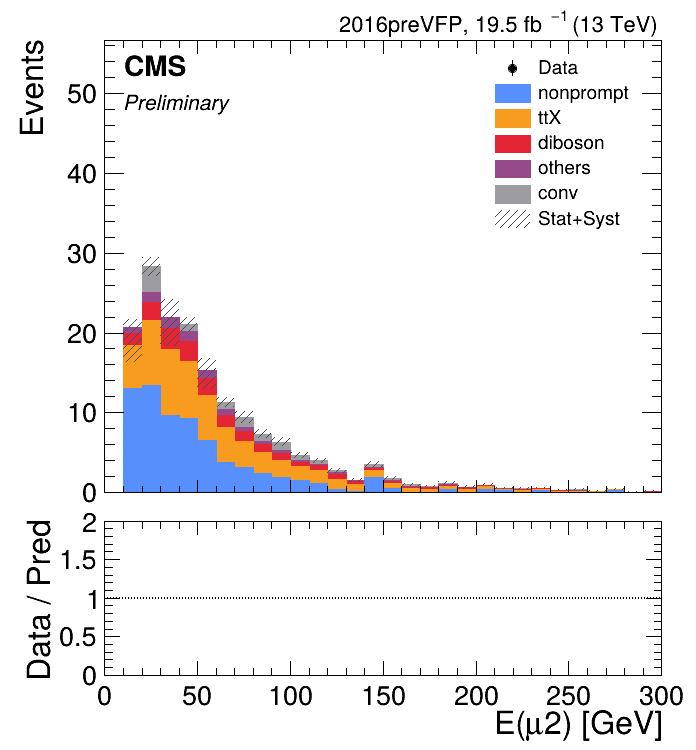 2016preVFP, 19.5 fb⁻¹ (13 TeV)
CMS
Preliminary
Events
50
40
30
20
10
0
Data
nonprompt
ttX
diboson
others
conv
Stat+Syst
Data / Pred
2
1.5
1
0.5
0
0 50 100 150 200 250 300
E(μ2) [GeV]